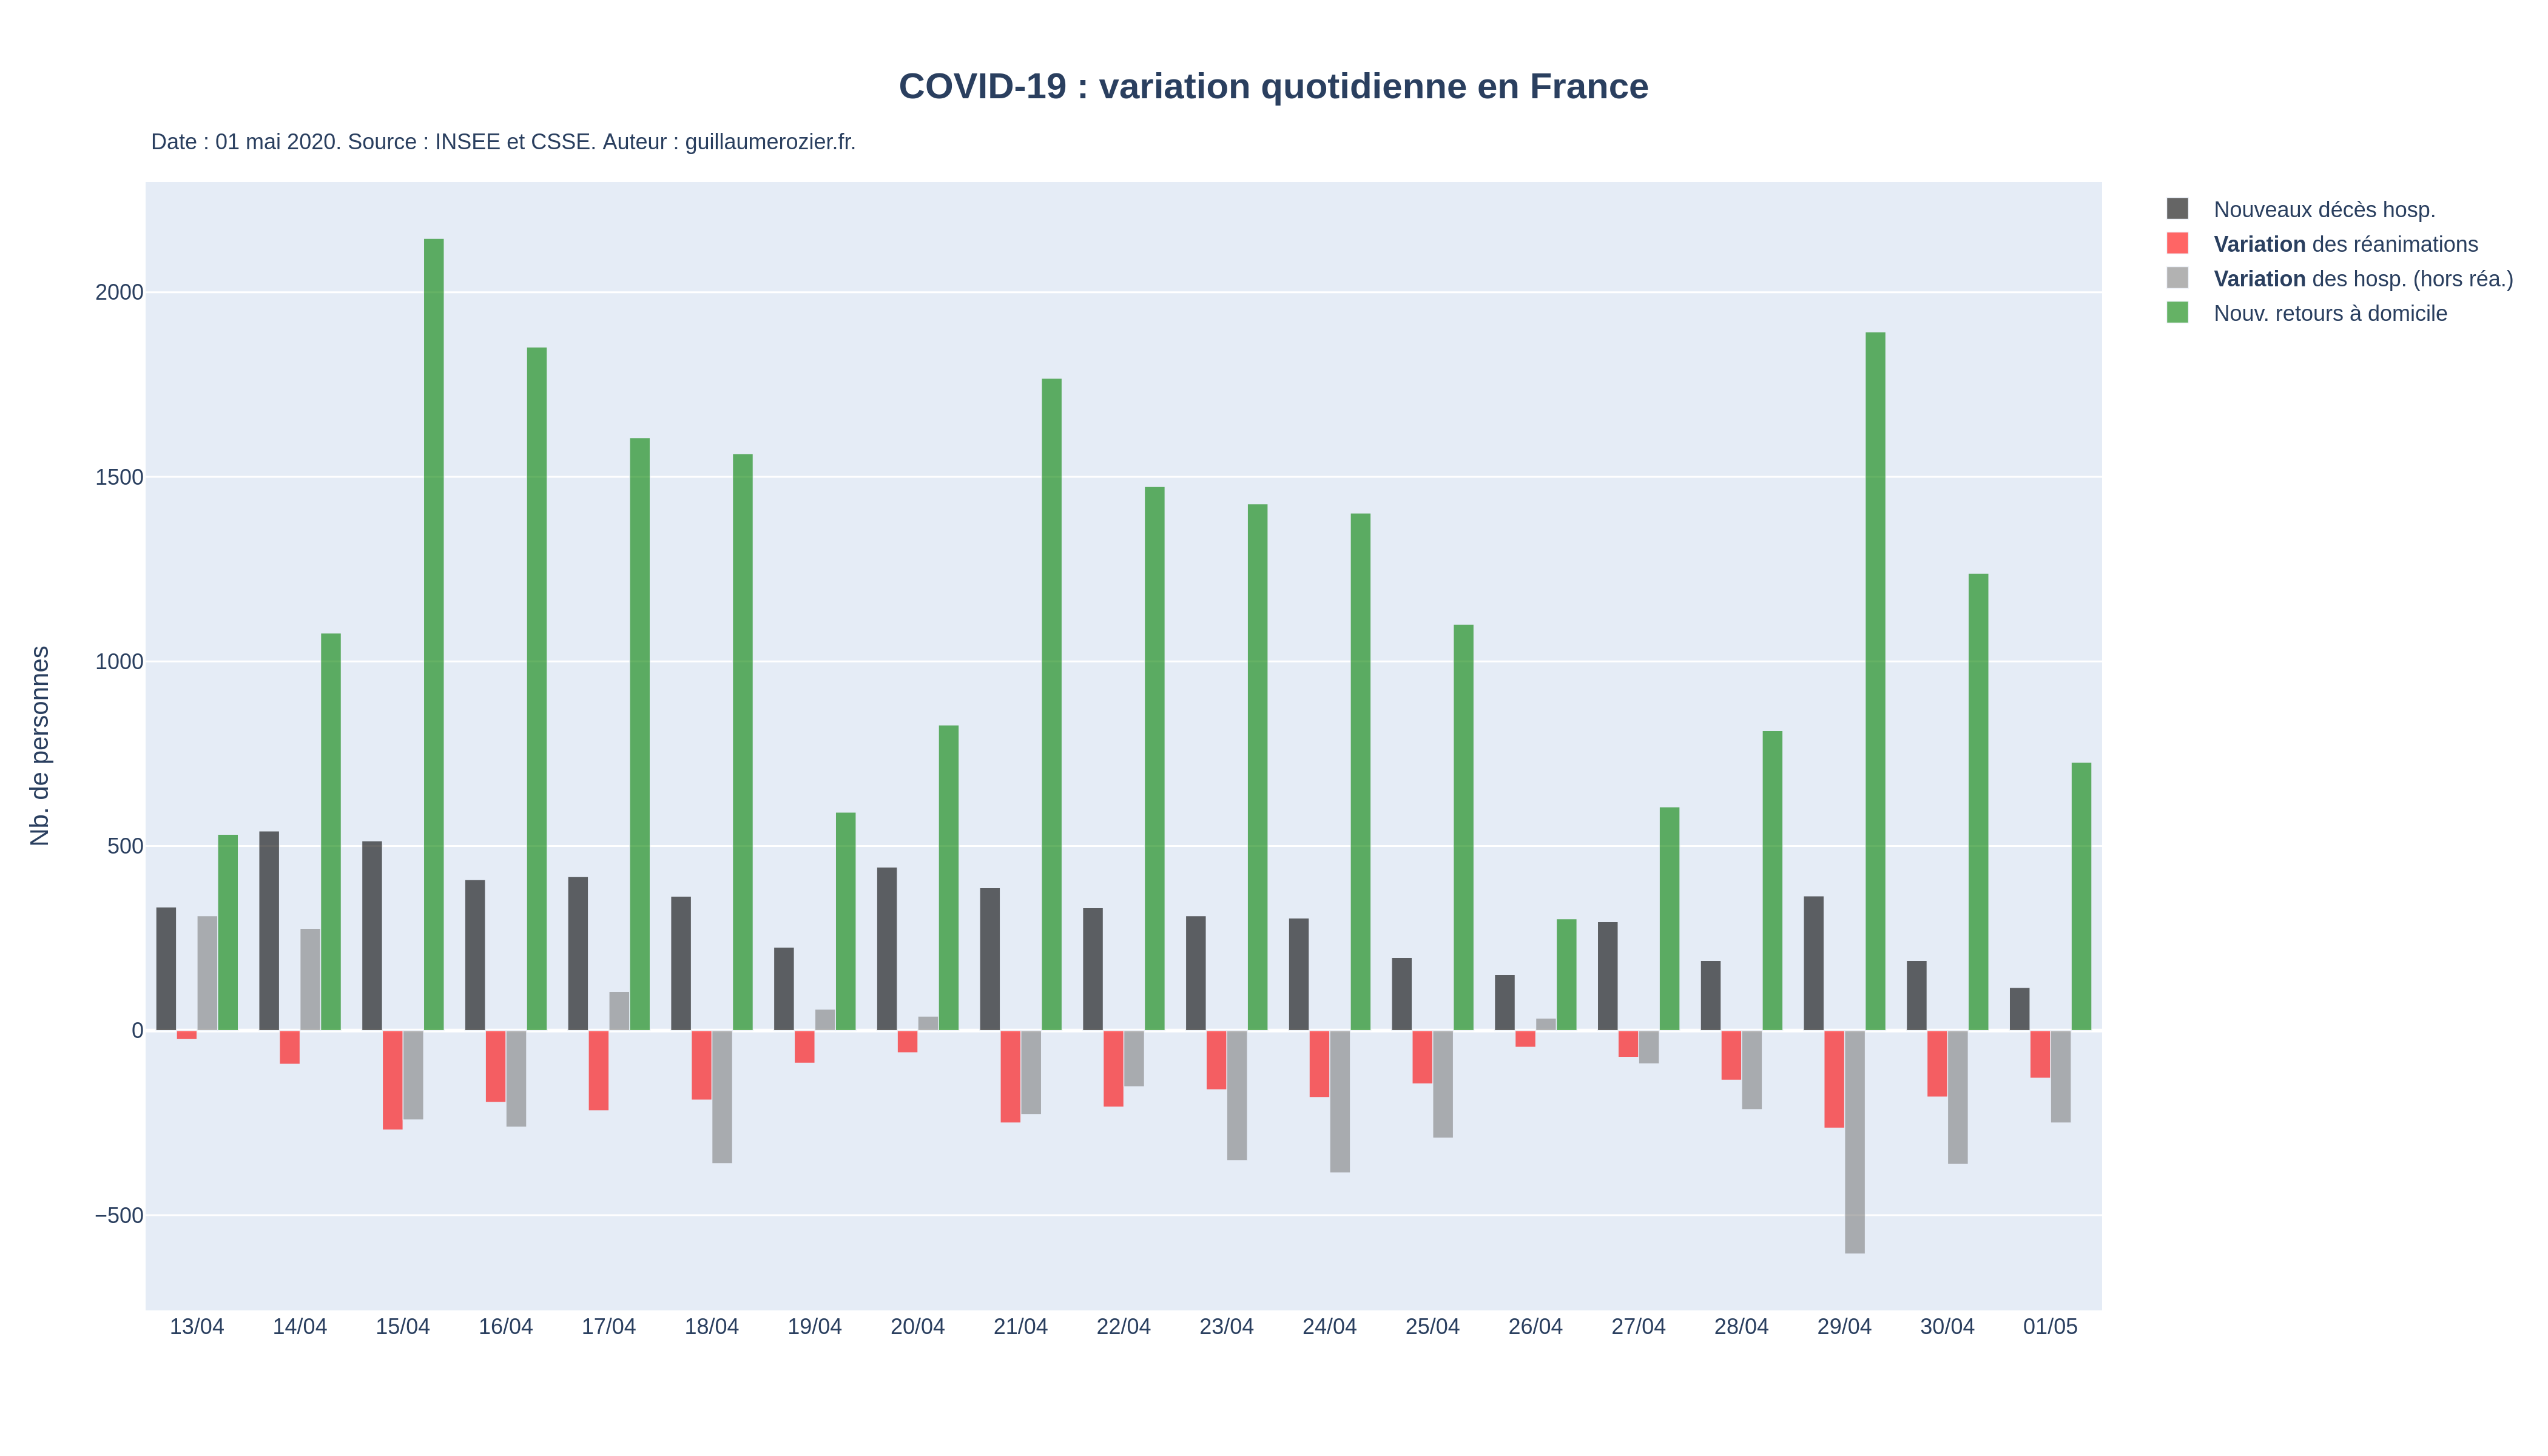 COVID-19 : variation quotidienne en France
Date : 01 mai 2020. Source : INSEE et CSSE. Auteur : guillaumerozier.fr.
Nouveaux décès hosp.
Variation des réanimations
Variation des hosp. (hors réa.)
Nouv. retours à domicile
Nb. de personnes
2000
1500
1000
500
0
−500
13/04 14/04 15/04 16/04 17/04 18/04 19/04 20/04 21/04 22/04 23/04 24/04 25/04 26/04 27/04 28/04 29/04 30/04 01/05